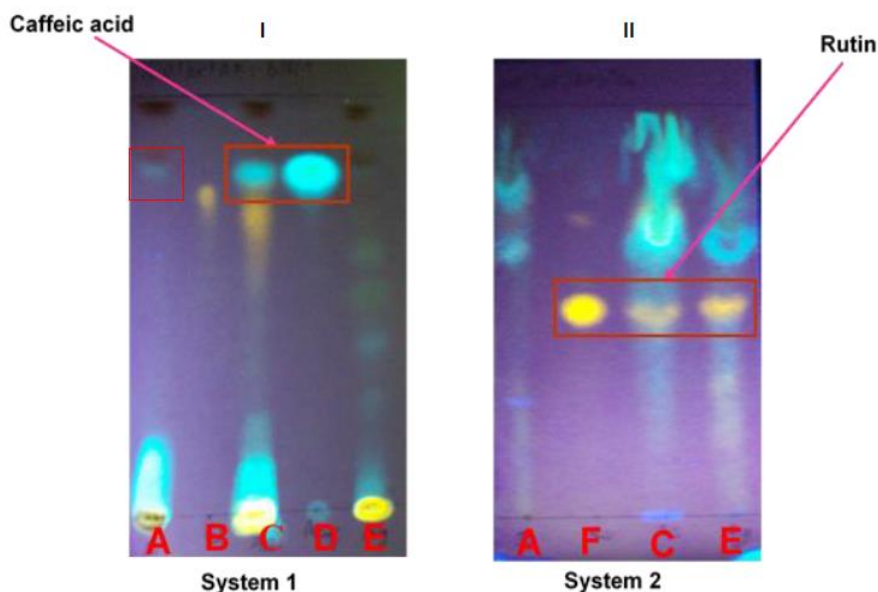 Caffeic acid
I
II
Rutin
A B C D E
A F C E
System 1
System 2